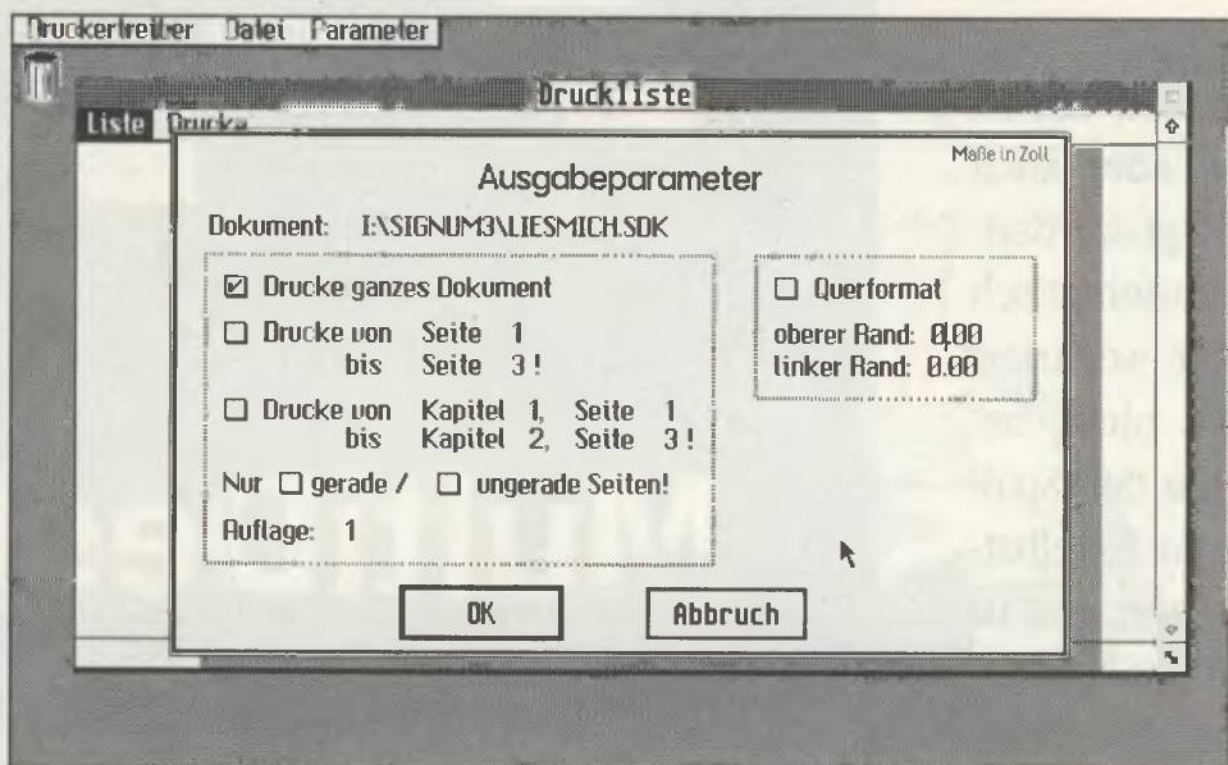 Druckertreiber Datei Parameter
Druckliste
Liste Drucke
Maße in Zoll
Ausgabeparameter
Dokument: I:\SIGNUM3\LIESMICH.SDK
Drucke ganzes Dokument
Drucke von Seite 1
bis Seite 3 !
Drucke von Kapitel 1, Seite 1
bis Kapitel 2, Seite 3 !
Nur gerade / ungerade Seiten!
Auflage: 1
Querformat
oberer Rand: 0.00
linker Rand: 0.00
OK Abbruch